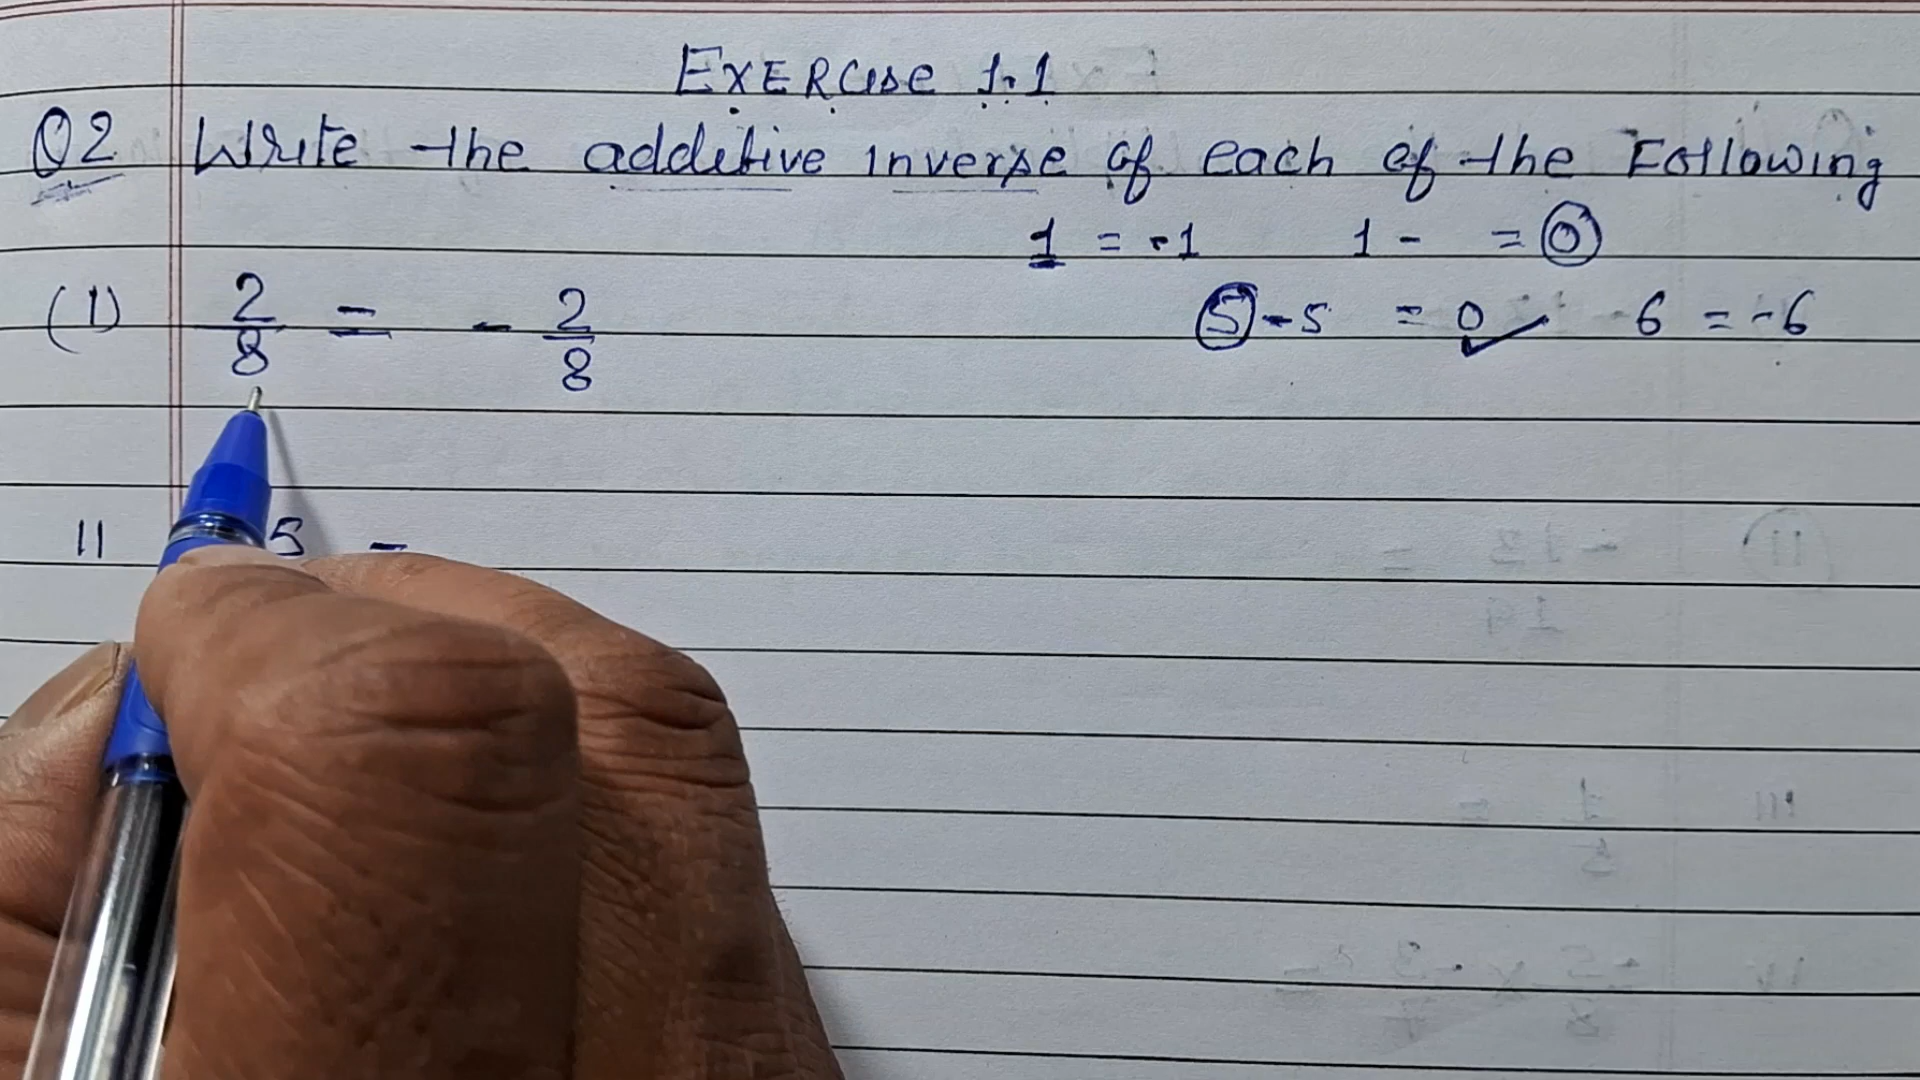 EXERCise 1.1
Q2 Write the additive inverse of each of the Following
1 = -1 1 - = 0
(1) 2/8 = - 2/8 5 - 5 = 0 ✓ 6 = -6
11 5